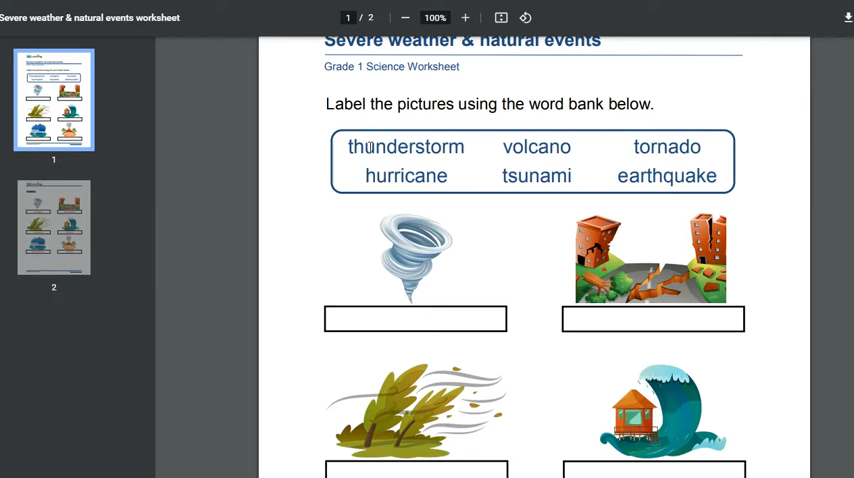 Severe weather & natural events worksheet
1 / 2
100%
Severe weather & natural events
Grade 1 Science Worksheet
Label the pictures using the word bank below.
thunderstorm volcano tornado
hurricane tsunami earthquake
1
2